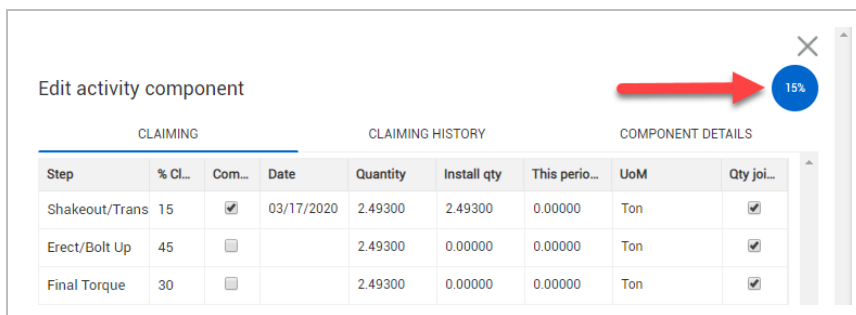 Edit activity component
15%
CLAIMING CLAIMING HISTORY COMPONENT DETAILS
Step % Cl... Com... Date Quantity Install qty This perio... UoM Qty joi...
Shakeout/Trans 15 03/17/2020 2.49300 2.49300 0.00000 Ton
Erect/Bolt Up 45 2.49300 0.00000 0.00000 Ton
Final Torque 30 2.49300 0.00000 0.00000 Ton